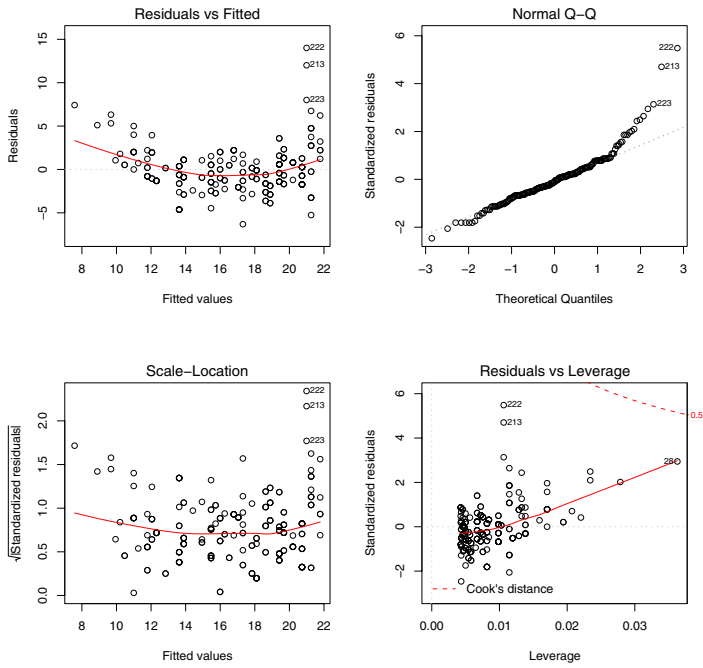 Residuals vs Fitted
Residuals
15
10
5
0
−5
222
213
223
8 10 12 14 16 18 20 22
Fitted values
Normal Q−Q
Standardized residuals
6
4
2
0
−2
222
213
223
−3 −2 −1 0 1 2 3
Theoretical Quantiles
Scale−Location
√|Standardized residuals|
2.0
1.5
1.0
0.5
0.0
222
213
223
8 10 12 14 16 18 20 22
Fitted values
Residuals vs Leverage
Standardized residuals
6
4
2
0
−2
222
213
0.5
Cook's distance
0.00 0.01 0.02 0.03
Leverage